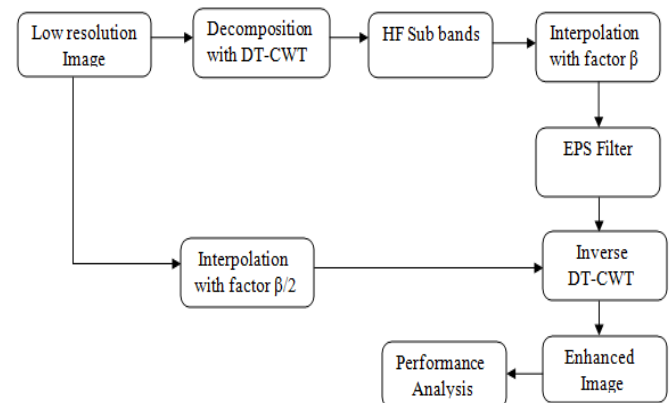 Low resolution
Image
Decomposition
with DT-CWT
HF Sub bands
Interpolation
with factor β
EPS Filter
Interpolation
with factor β/2
Inverse
DT-CWT
Enhanced
Image
Performance
Analysis